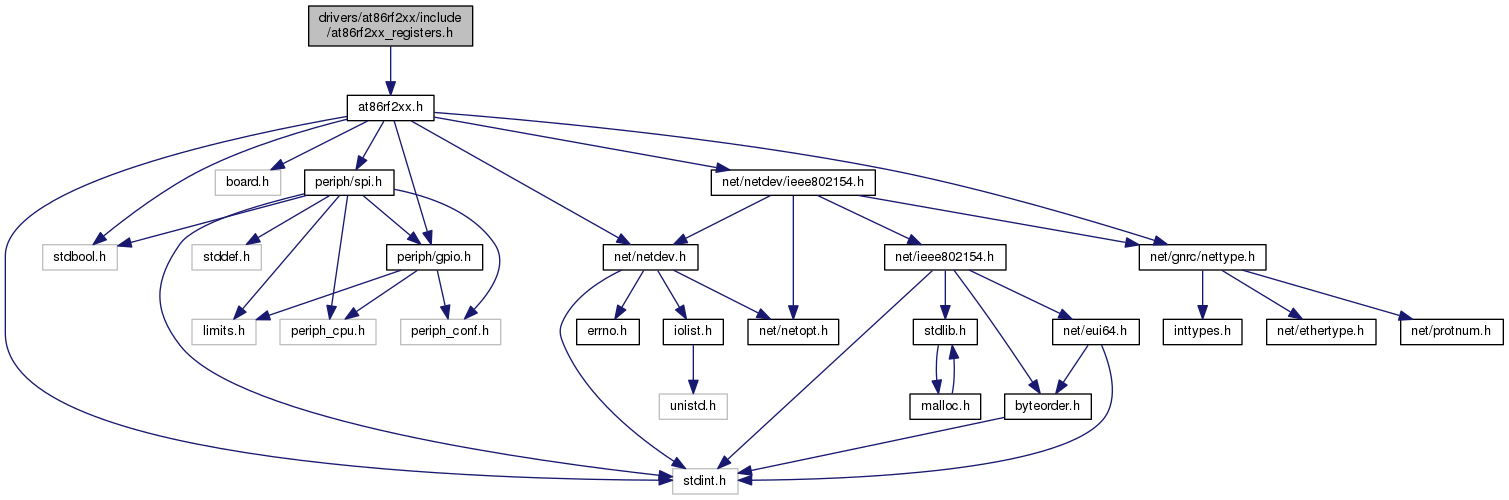 drivers/at86rf2xx/include
/at86rf2xx_registers.h
at86rf2xx.h
board.h
periph/spi.h
net/netdev/ieee802154.h
stdbool.h
stddef.h
periph/gpio.h
net/netdev.h
net/ieee802154.h
net/gnrc/nettype.h
limits.h
periph_cpu.h
periph_conf.h
errno.h
iolist.h
net/netopt.h
stdlib.h
net/eui64.h
inttypes.h
net/ethertype.h
net/protnum.h
unistd.h
malloc.h
byteorder.h
stdint.h